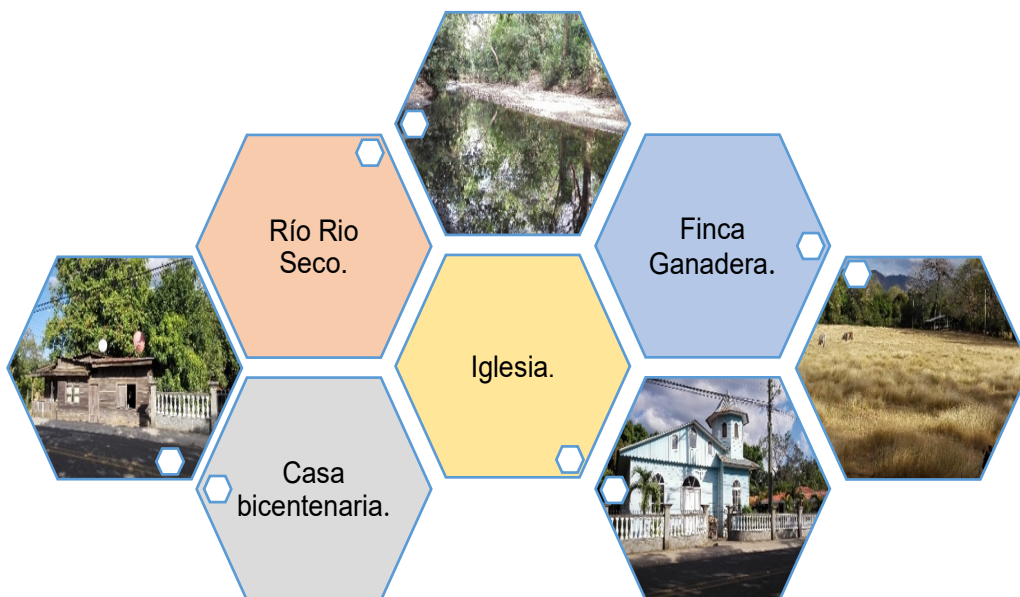 Río Rio
Seco.
Finca
Ganadera.
Iglesia.
Casa
bicentenaria.